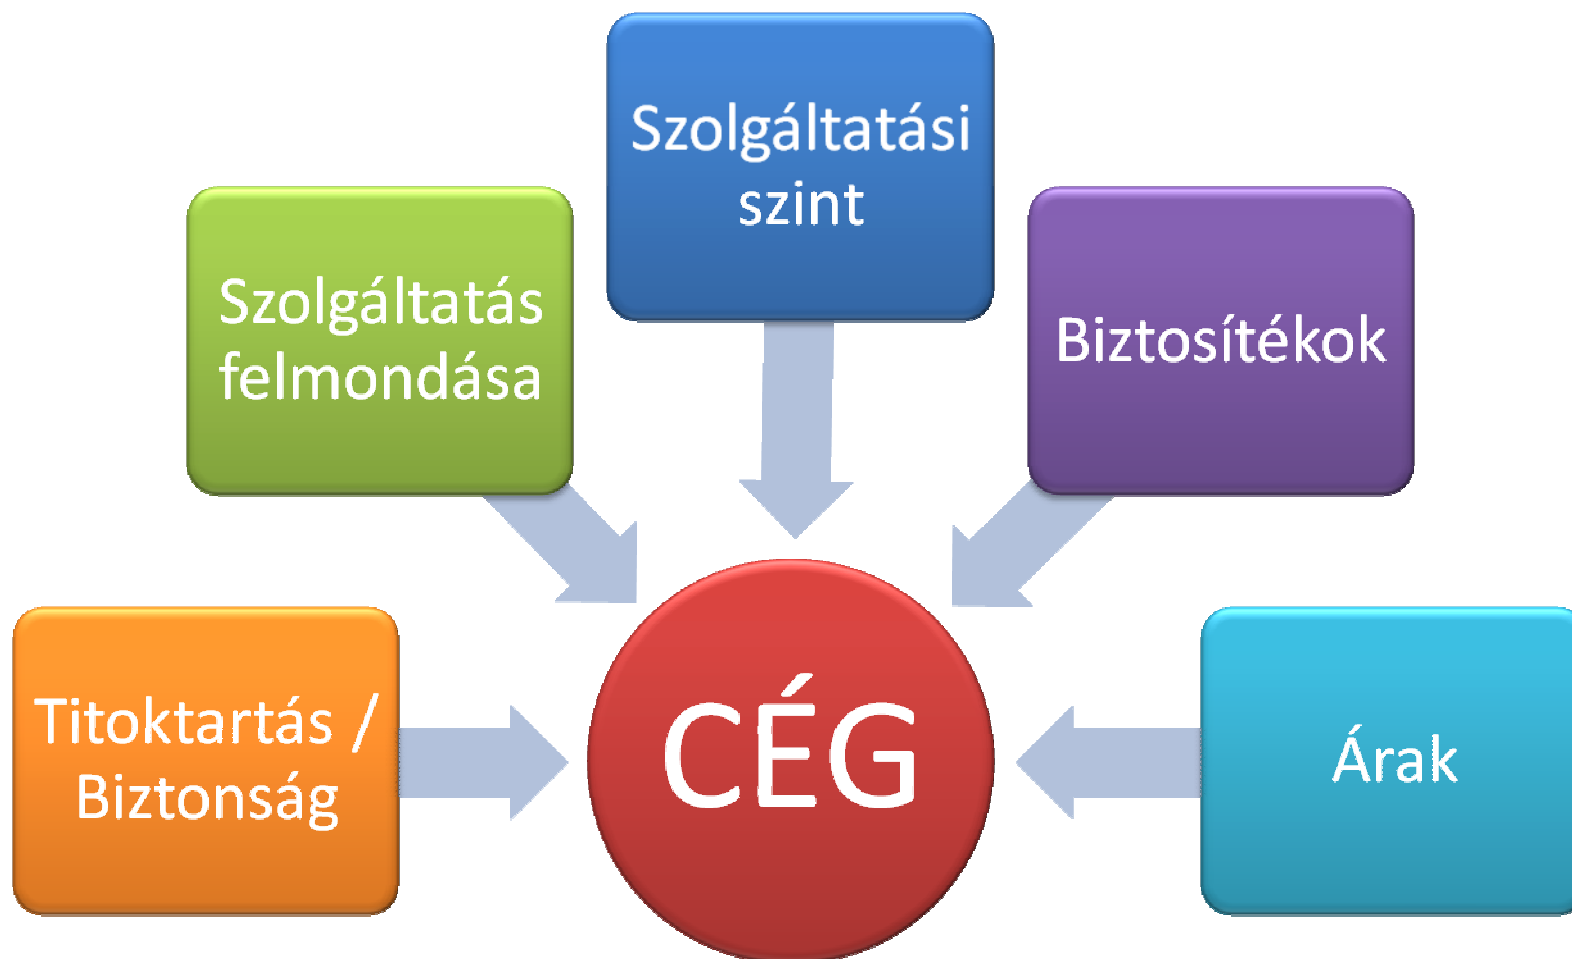 Szolgáltatási
szint
Szolgáltatás
felmondása
Biztosítékok
Titoktartás /
Biztonság
CÉG
Árak